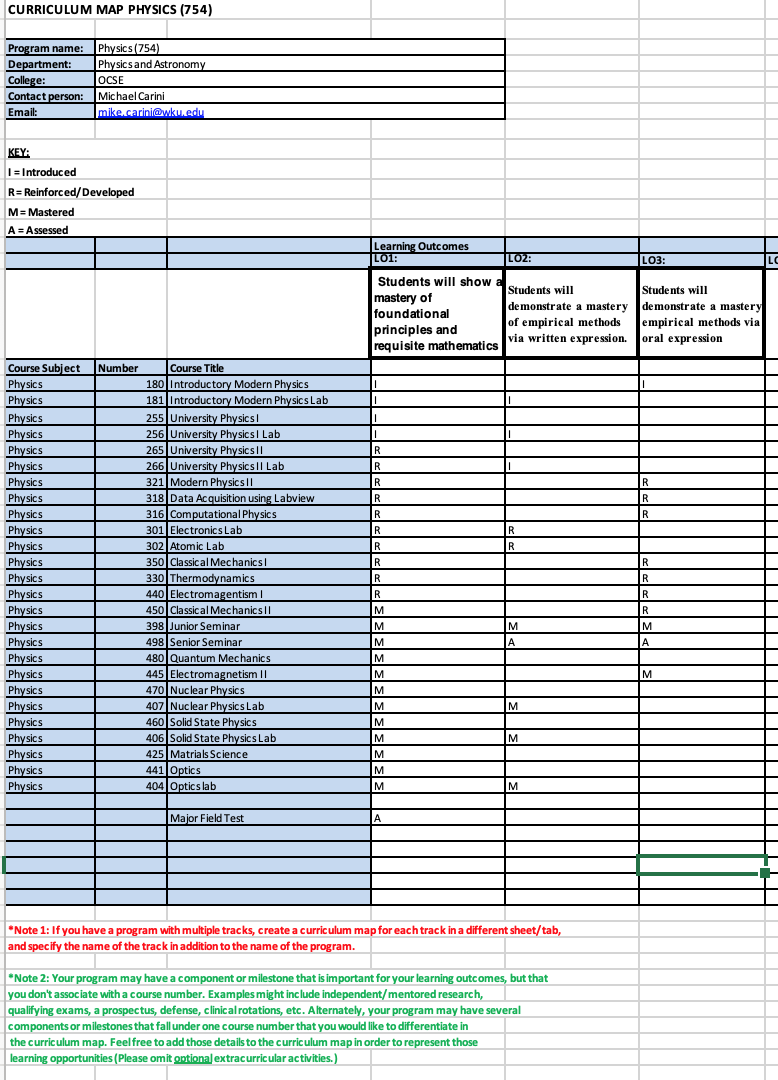 CURRICULUM MAP PHYSICS (754)
Program name: Physics (754)
Department: Physics and Astronomy
College: OCSE
Contact person: Michael Carini
Email: mike.carini@wku.edu
KEY:
I = Introduced
R = Reinforced/Developed
M = Mastered
A = Assessed
Learning Outcomes
LO1: LO2: LO3: LO
Students will show a
mastery of
foundational
principles and
requisite mathematics
Students will
demonstrate a mastery
of empirical methods
via written expression.
Students will
demonstrate a mastery
empirical methods via
oral expression
Course Subject Number Course Title
Physics 180 Introductory Modern Physics I I
Physics 181 Introductory Modern Physics Lab I I
Physics 255 University Physics I I
Physics 256 University Physics I Lab I I
Physics 265 University Physics II R
Physics 266 University Physics II Lab R I
Physics 321 Modern Physics II R R
Physics 318 Data Acquisition using Labview R R
Physics 316 Computational Physics R R
Physics 301 Electronics Lab R R
Physics 302 Atomic Lab R R
Physics 350 Classical Mechanics I R R
Physics 330 Thermodynamics R R
Physics 440 Electromagentism I R R
Physics 450 Classical Mechanics II M R
Physics 398 Junior Seminar M M M
Physics 498 Senior Seminar M A A
Physics 480 Quantum Mechanics M
Physics 445 Electromagnetism II M M
Physics 470 Nuclear Physics M
Physics 407 Nuclear Physics Lab M M
Physics 460 Solid State Physics M
Physics 406 Solid State Physics Lab M M
Physics 425 Matrials Science M
Physics 441 Optics M
Physics 404 Optics lab M M
Major Field Test A
*Note 1: If you have a program with multiple tracks, create a curriculum map for each track in a different sheet/tab,
and specify the name of the track in addition to the name of the program.
*Note 2: Your program may have a component or milestone that is important for your learning outcomes, but that
you don't associate with a course number. Examples might include independent/mentored research,
qualifying exams, a prospectus, defense, clinical rotations, etc. Alternately, your program may have several
components or milestones that fall under one course number that you would like to differentiate in
the curriculum map. Feel free to add those details to the curriculum map in order to represent those
learning opportunities (Please omit optional extracurricular activities.)